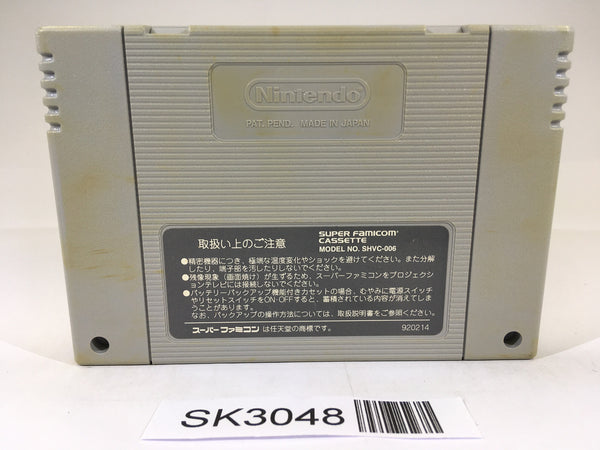 Nintendo
PAT. PEND. MADE IN JAPAN
取扱い上のご注意
SUPER FAMICOM
CASSETTE
MODEL NO. SHVC-006
●精密機器につき、極端な温度変化やショックを避けてください。また分解
したり、端子部を汚したりしないでください。
●残像現象（画面焼け）が生ずるため、スーパーファミコンをプロジェクシ
ョンテレビには接続しないでください。
●バッテリーバックアップ機能付きカセットの場合、むやみに電源スイッチ
やリセットスイッチをON・OFFすると、蓄積されている内容が消えてしま
うことがあります。
なお、バックアップの操作方法については、取扱説明書をご参照ください。
スーパーファミコンは任天堂の商標です。
920214
SK3048